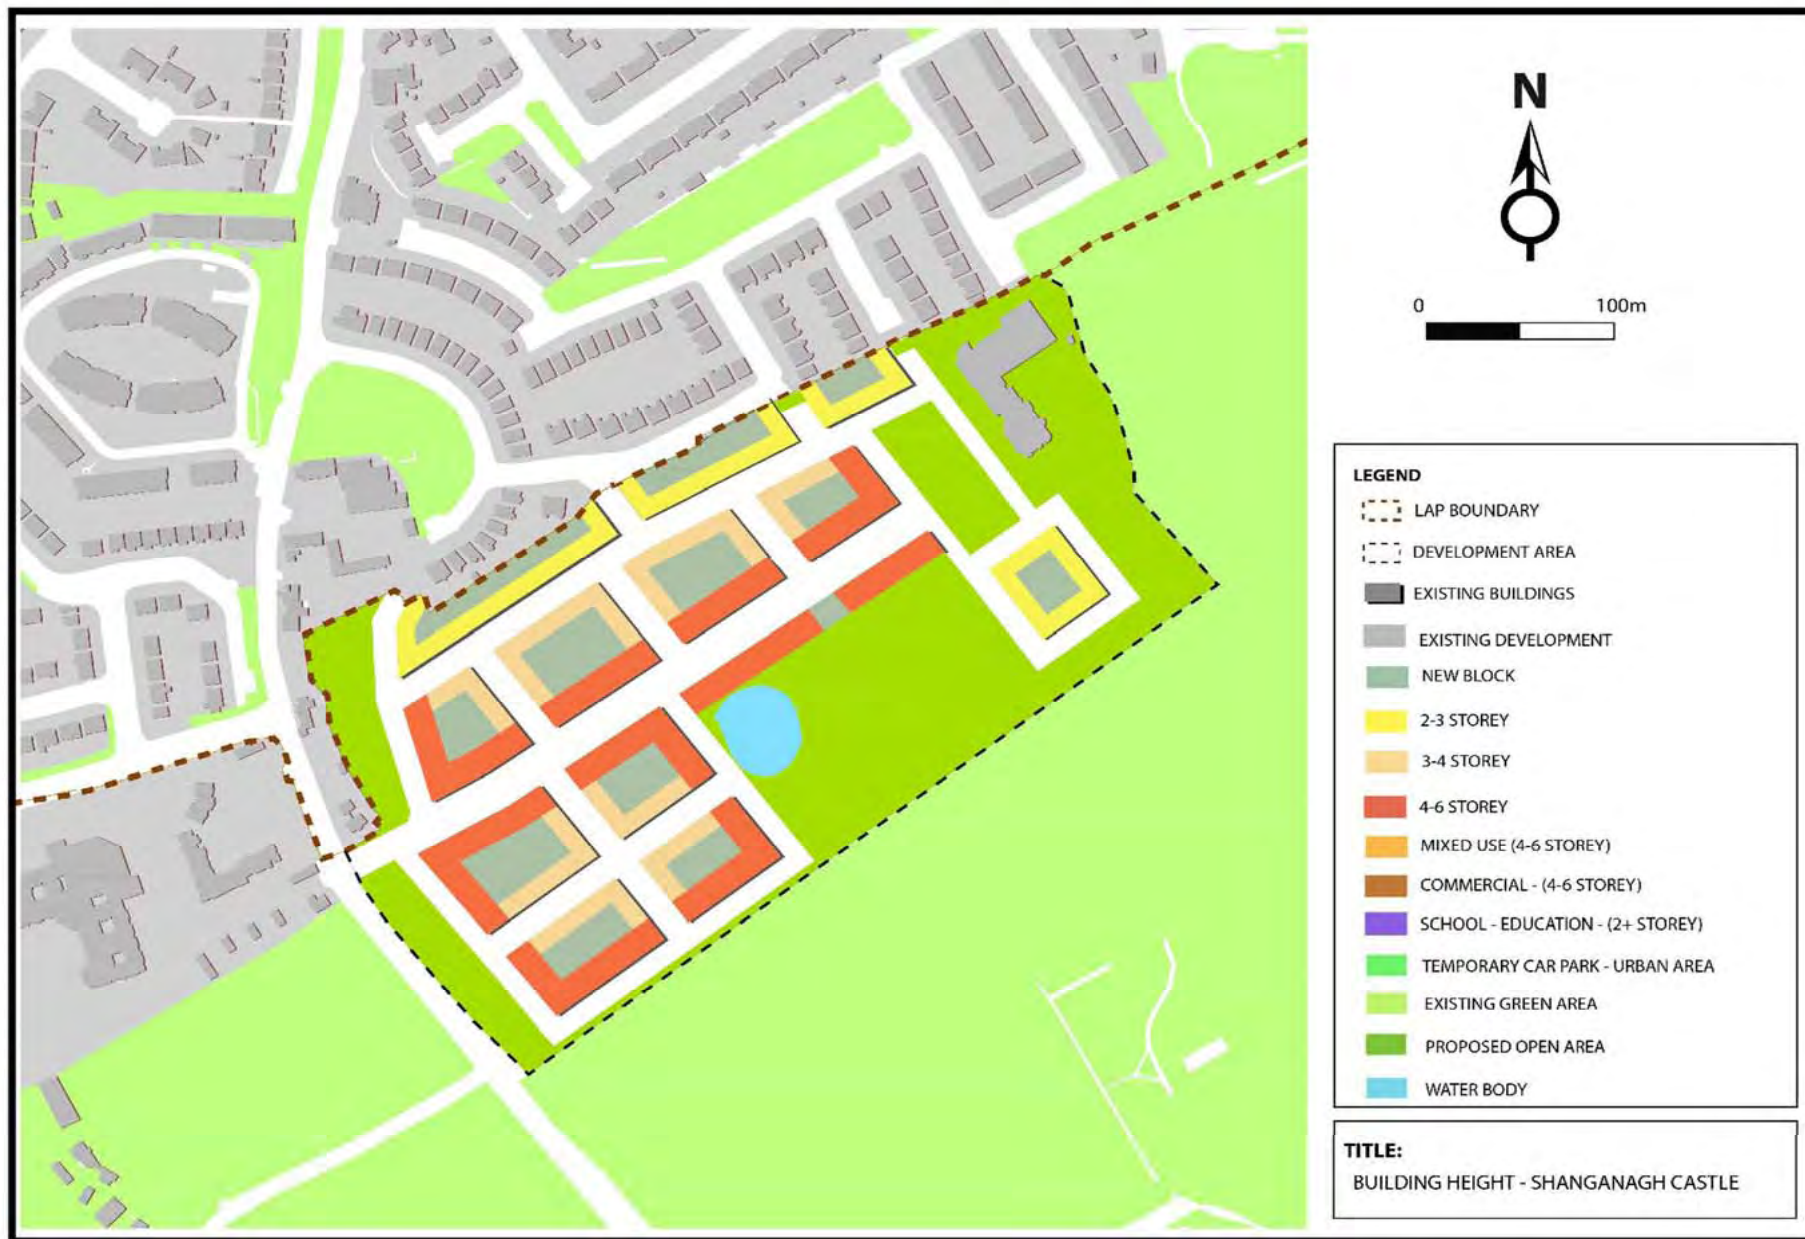 N
0 100m
LEGEND
LAP BOUNDARY
DEVELOPMENT AREA
EXISTING BUILDINGS
EXISTING DEVELOPMENT
NEW BLOCK
2-3 STOREY
3-4 STOREY
4-6 STOREY
MIXED USE (4-6 STOREY)
COMMERCIAL - (4-6 STOREY)
SCHOOL - EDUCATION - (2+ STOREY)
TEMPORARY CAR PARK - URBAN AREA
EXISTING GREEN AREA
PROPOSED OPEN AREA
WATER BODY
TITLE:
BUILDING HEIGHT - SHANGANAGH CASTLE